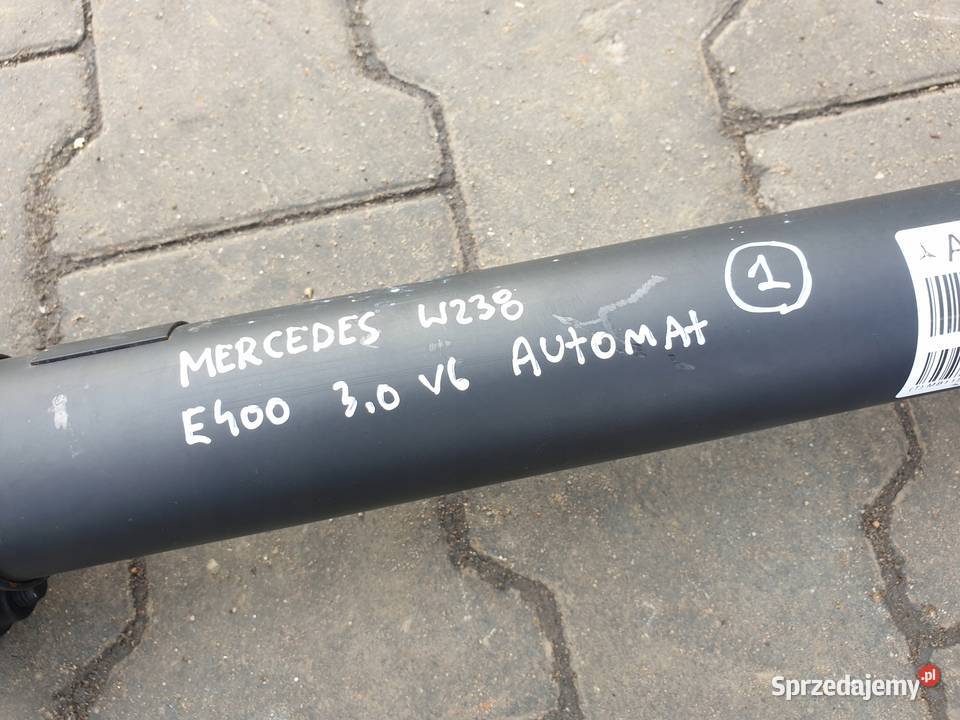 MERCEDES W238
E400 3.0 V6 AUTOMAT
1
A
Sprzedajemy.pl